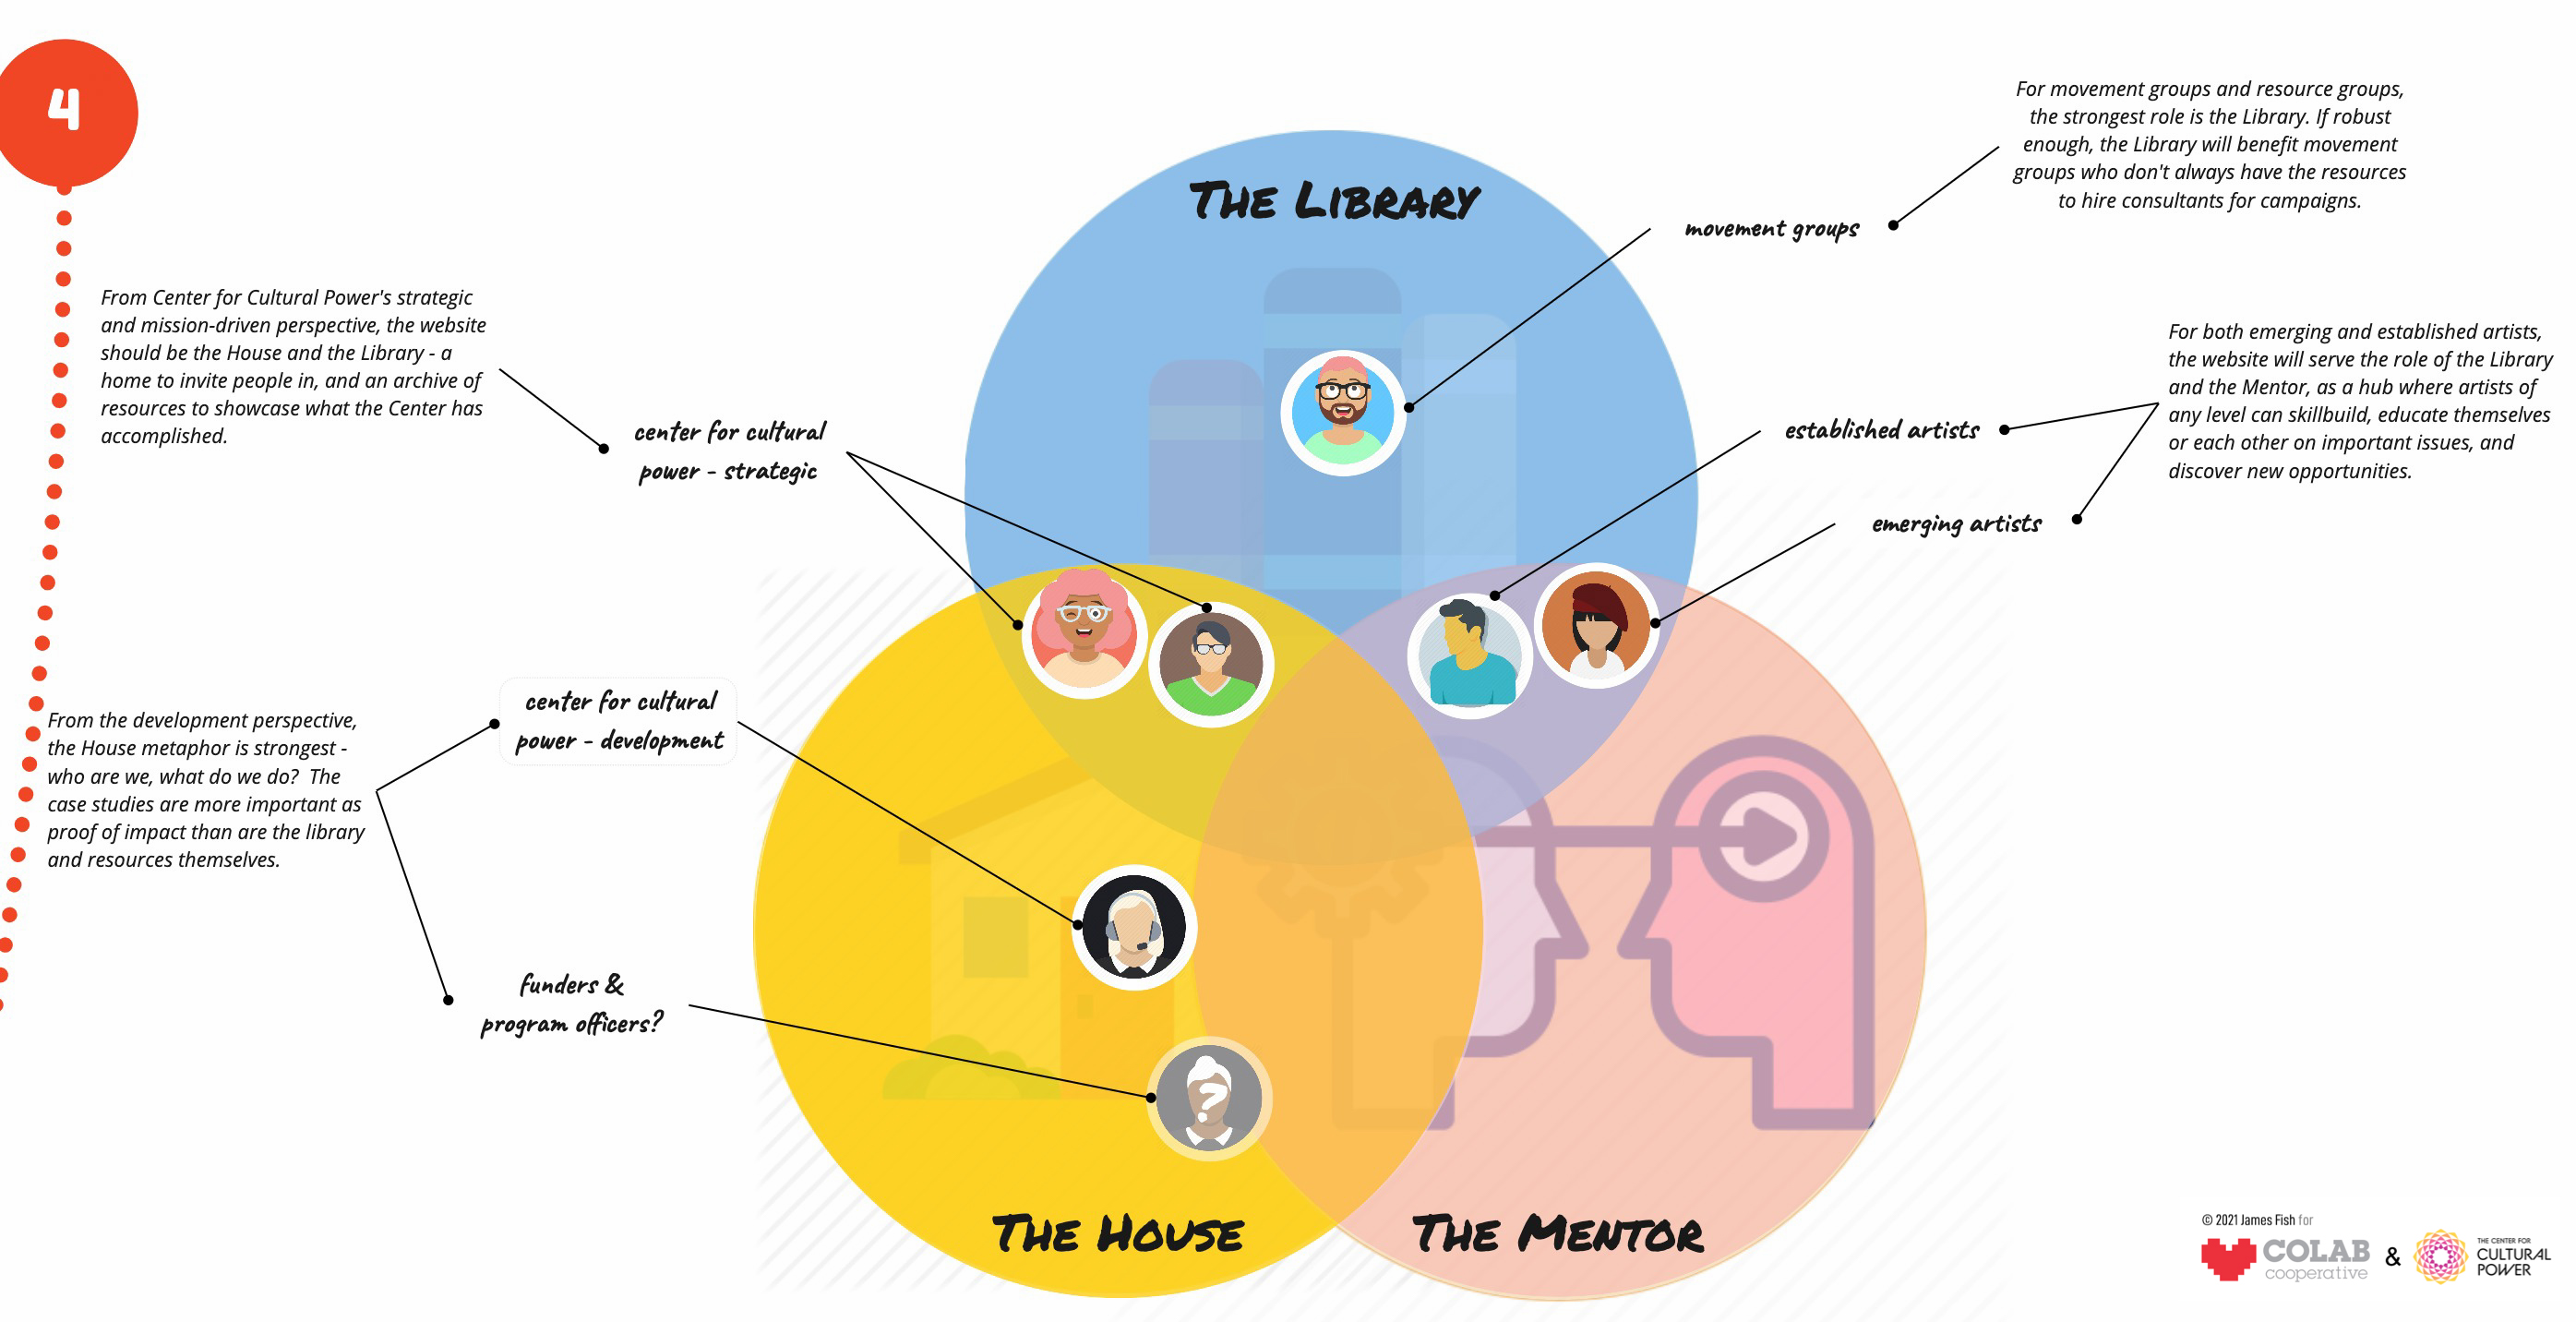 4
THE LIBRARY
For movement groups and resource groups,
the strongest role is the Library. If robust
enough, the Library will benefit movement
groups who don't always have the resources
to hire consultants for campaigns.
movement groups
From Center for Cultural Power's strategic
and mission-driven perspective, the website
should be the House and the Library - a
home to invite people in, and an archive of
resources to showcase what the Center has
accomplished.
center for cultural
power - strategic
For both emerging and established artists,
the website will serve the role of the Library
and the Mentor, as a hub where artists of
any level can skillbuild, educate themselves
or each other on important issues, and
discover new opportunities.
established artists
emerging artists
From the development perspective,
the House metaphor is strongest -
who are we, what do we do?  The
case studies are more important as
proof of impact than are the library
and resources themselves.
center for cultural
power - development
funders &
program officers?
?
THE HOUSE
THE MENTOR
© 2021 James Fish for
COLAB
cooperative
&
THE CENTER FOR
CULTURAL
POWER